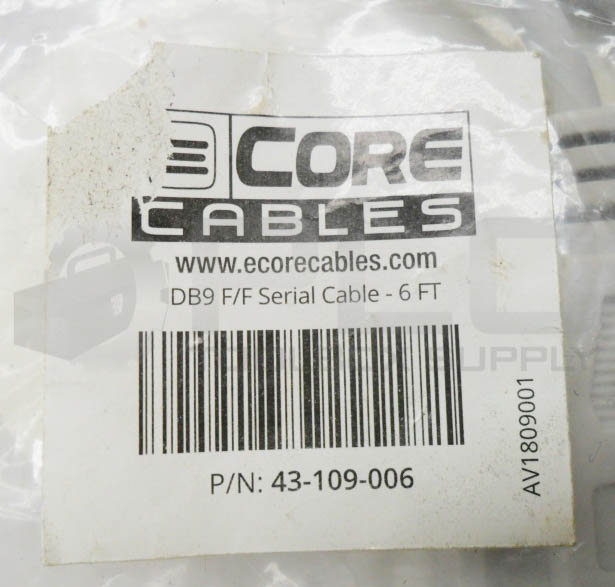 CORE
CABLES
www.ecorecables.com
DB9 F/F Serial Cable - 6 FT
P/N: 43-109-006
AV1809001